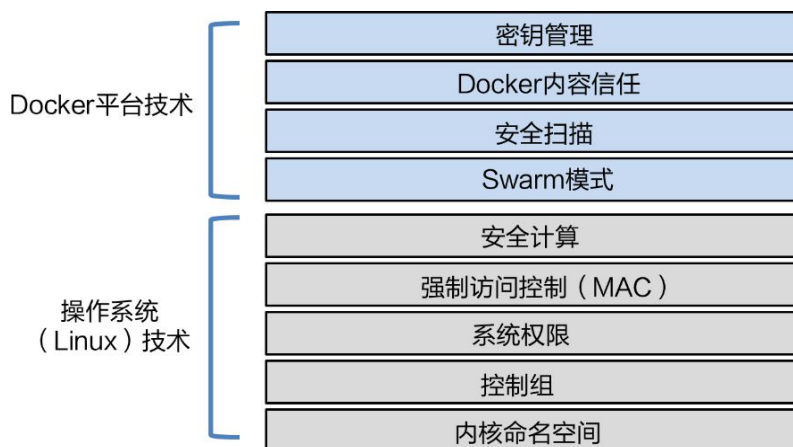 密钥管理
Docker内容信任
Docker平台技术
安全扫描
Swarm模式
安全计算
强制访问控制（MAC）
操作系统
（Linux）技术
系统权限
控制组
内核命名空间